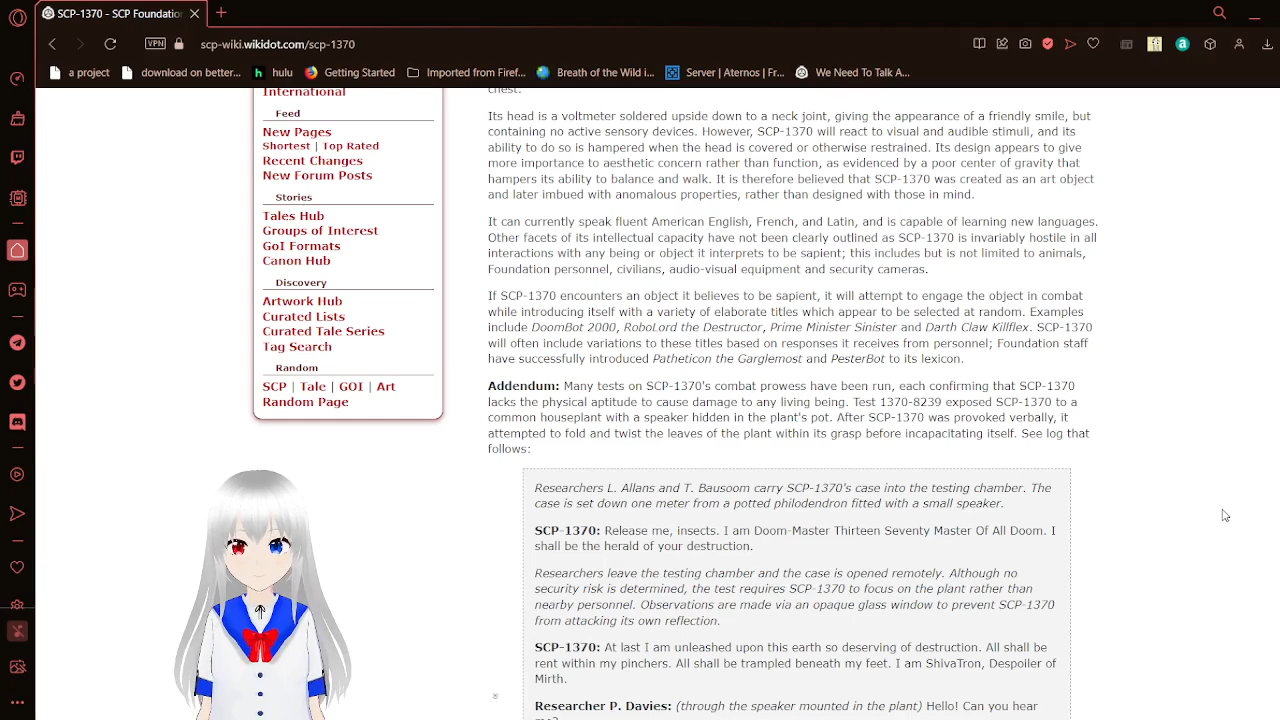 SCP-1370 - SCP Foundatio
VPN
scp-wiki.wikidot.com/scp-1370
a project
download on better...
hulu
Getting Started
Imported from Firef...
Breath of the Wild i...
Server | Aternos | Fr...
We Need To Talk A...
International
Feed
New Pages
Shortest | Top Rated
Recent Changes
New Forum Posts
Stories
Tales Hub
Groups of Interest
GoI Formats
Canon Hub
Discovery
Artwork Hub
Curated Lists
Curated Tale Series
Tag Search
Random
SCP | Tale | GOI | Art
Random Page
chest.
Its head is a voltmeter soldered upside down to a neck joint, giving the appearance of a friendly smile, but
containing no active sensory devices. However, SCP-1370 will react to visual and audible stimuli, and its
ability to do so is hampered when the head is covered or otherwise restrained. Its design appears to give
more importance to aesthetic concern rather than function, as evidenced by a poor center of gravity that
hampers its ability to balance and walk. It is therefore believed that SCP-1370 was created as an art object
and later imbued with anomalous properties, rather than designed with those in mind.
It can currently speak fluent American English, French, and Latin, and is capable of learning new languages.
Other facets of its intellectual capacity have not been clearly outlined as SCP-1370 is invariably hostile in all
interactions with any being or object it interprets to be sapient; this includes but is not limited to animals,
Foundation personnel, civilians, audio-visual equipment and security cameras.
If SCP-1370 encounters an object it believes to be sapient, it will attempt to engage the object in combat
while introducing itself with a variety of elaborate titles which appear to be selected at random. Examples
include DoomBot 2000, RoboLord the Destructor, Prime Minister Sinister and Darth Claw Killflex. SCP-1370
will often include variations to these titles based on responses it receives from personnel; Foundation staff
have successfully introduced Patheticon the Garglemost and PesterBot to its lexicon.
Addendum: Many tests on SCP-1370's combat prowess have been run, each confirming that SCP-1370
lacks the physical aptitude to cause damage to any living being. Test 1370-8239 exposed SCP-1370 to a
common houseplant with a speaker hidden in the plant's pot. After SCP-1370 was provoked verbally, it
attempted to fold and twist the leaves of the plant within its grasp before incapacitating itself. See log that
follows:
Researchers L. Allans and T. Bausoom carry SCP-1370's case into the testing chamber. The
case is set down one meter from a potted philodendron fitted with a small speaker.
SCP-1370: Release me, insects. I am Doom-Master Thirteen Seventy Master Of All Doom. I
shall be the herald of your destruction.
Researchers leave the testing chamber and the case is opened remotely. Although no
security risk is determined, the test requires SCP-1370 to focus on the plant rather than
nearby personnel. Observations are made via an opaque glass window to prevent SCP-1370
from attacking its own reflection.
SCP-1370: At last I am unleashed upon this earth so deserving of destruction. All shall be
rent within my pinchers. All shall be trampled beneath my feet. I am ShivaTron, Despoiler of
Mirth.
Researcher P. Davies: (through the speaker mounted in the plant) Hello! Can you hear
me?